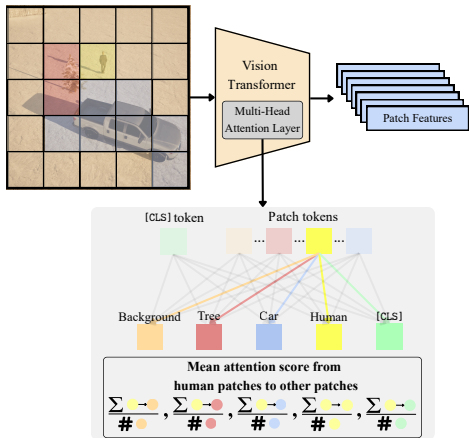 Vision
Transformer
Multi-Head
Attention Layer
Patch Features
[CLS] token
Patch tokens
... ... ... ...
Background Tree Car Human [CLS]
Mean attention score from
human patches to other patches
∑ → , ∑ → , ∑ → , ∑ → , ∑ →
# # # # #